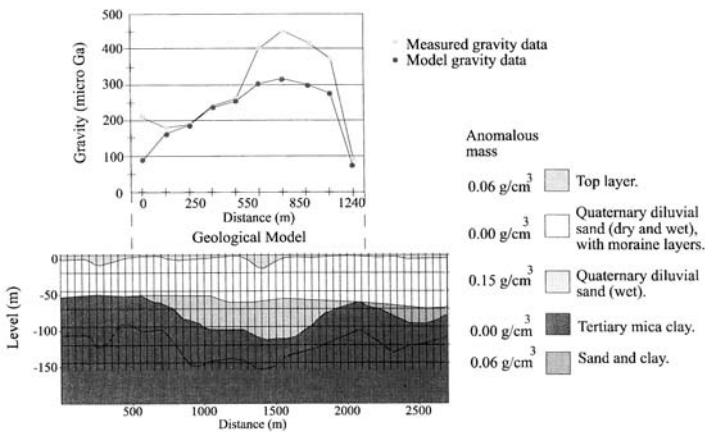 Gravity (micro Ga)
500
450
400
300
200
100
0
0
250
550
850
1240
Distance (m)
Measured gravity data
Model gravity data
Geological Model
Level (m)
0
-50
-100
-150
500
1000
1500
2000
2500
Distance (m)
Anomalous
mass
0.06 g/cm³
Top layer.
0.00 g/cm³
Quaternary diluvial
sand (dry and wet),
with moraine layers.
0.15 g/cm³
Quaternary diluvial
sand (wet).
0.00 g/cm³
Tertiary mica clay.
0.06 g/cm³
Sand and clay.